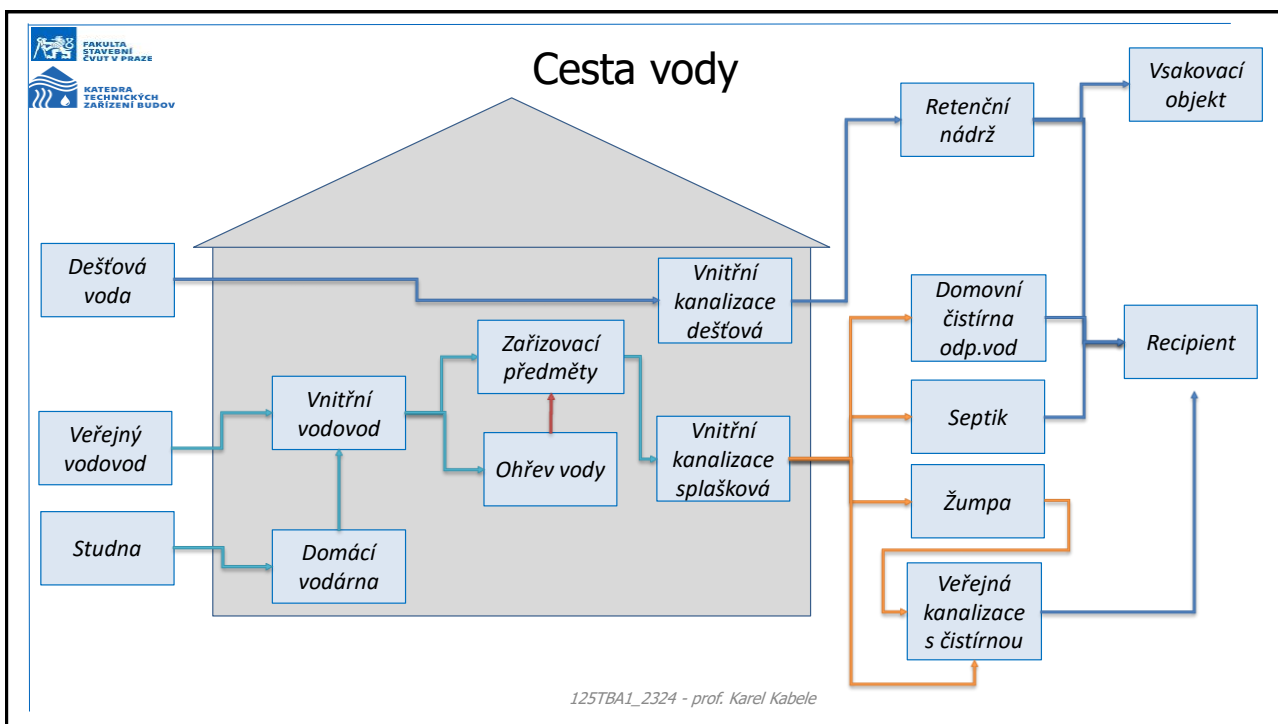 FAKULTA
STAVEBNÍ
ČVUT V PRAZE
KATEDRA
TECHNICKÝCH
ZAŘÍZENÍ BUDOV
Cesta vody
Retenční
nádrž
Vsakovací
objekt
Dešťová
voda
Vnitřní
kanalizace
dešťová
Domovní
čistírna
odp.vod
Recipient
Zařizovací
předměty
Vnitřní
vodovod
Veřejný
vodovod
Ohřev vody
Vnitřní
kanalizace
splašková
Septik
Žumpa
Studna
Domácí
vodárna
Veřejná
kanalizace
s čistírnou
125TBA1_2324 - prof. Karel Kabele